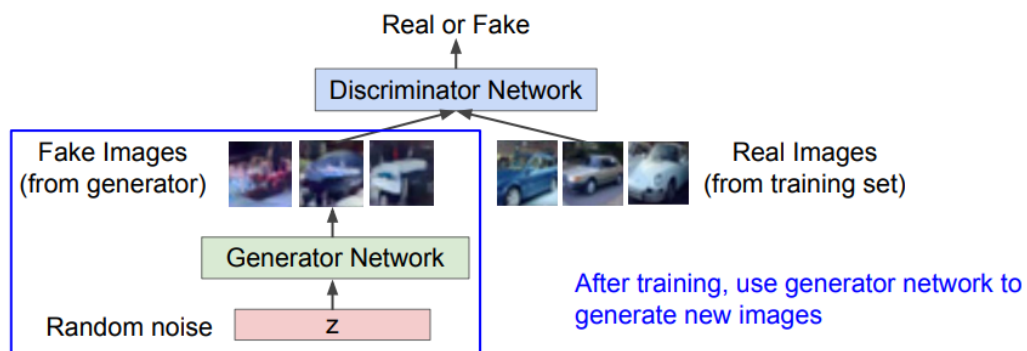 Real or Fake
Discriminator Network
Fake Images
(from generator)
Real Images
(from training set)
Generator Network
After training, use generator network to
generate new images
Random noise
z